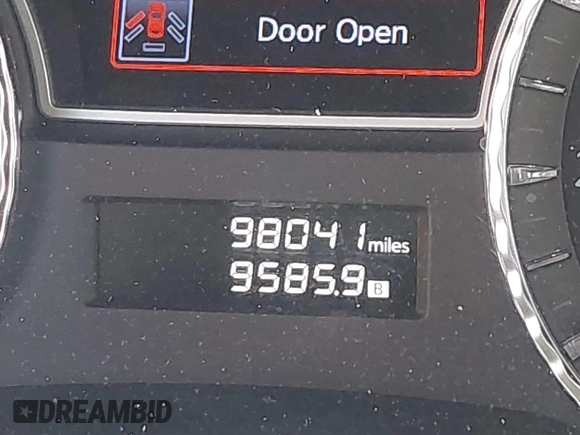 Door Open
98041 miles
9585.9 B
DREAMBID